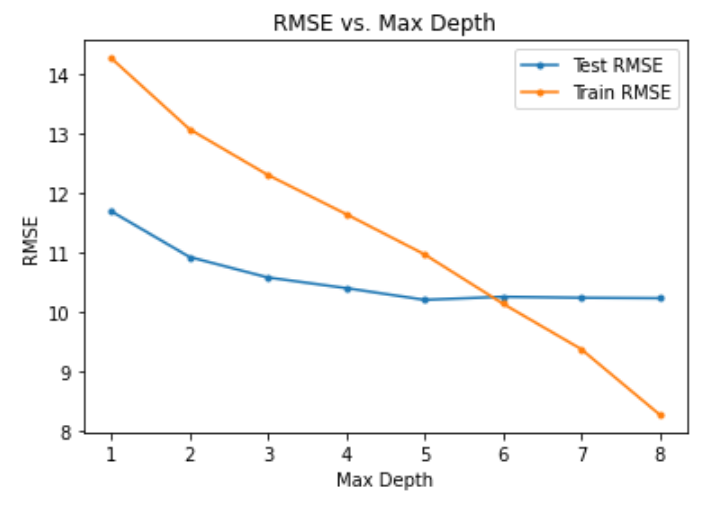 RMSE vs. Max Depth
Test RMSE
Train RMSE
14
13
12
11
10
9
8
RMSE
1 2 3 4 5 6 7 8
Max Depth